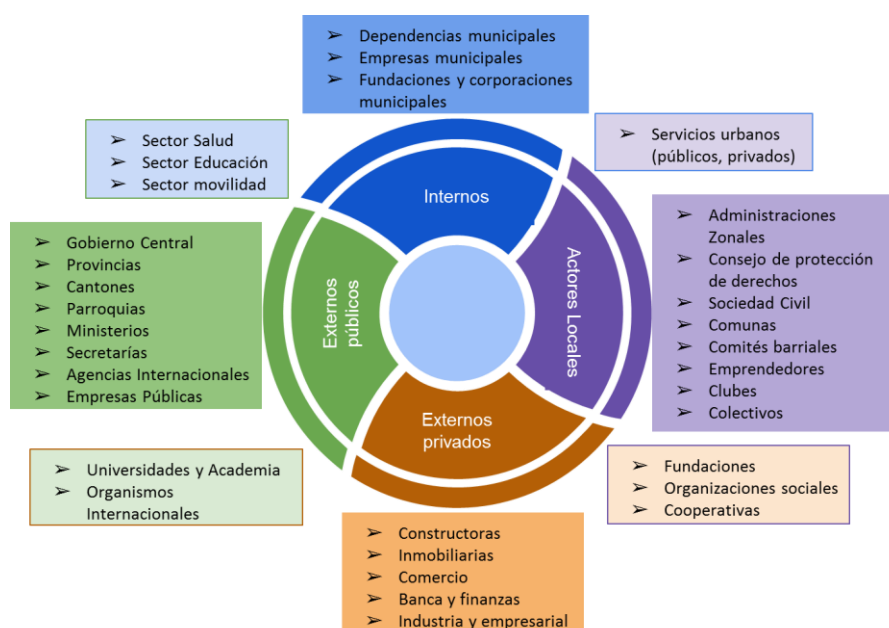 ➢ Dependencias municipales
➢ Empresas municipales
➢ Fundaciones y corporaciones
municipales
➢ Sector Salud
➢ Sector Educación
➢ Sector movilidad
➢ Servicios urbanos
(públicos, privados)
Internos
➢ Gobierno Central
➢ Provincias
➢ Cantones
➢ Parroquias
➢ Ministerios
➢ Secretarías
➢ Agencias Internacionales
➢ Empresas Públicas
Externos
públicos
Actores Locales
➢ Administraciones
Zonales
➢ Consejo de protección
de derechos
➢ Sociedad Civil
➢ Comunas
➢ Comités barriales
➢ Emprendedores
➢ Clubes
➢ Colectivos
Externos
privados
➢ Universidades y Academia
➢ Organismos
Internacionales
➢ Fundaciones
➢ Organizaciones sociales
➢ Cooperativas
➢ Constructoras
➢ Inmobiliarias
➢ Comercio
➢ Banca y finanzas
➢ Industria y empresarial